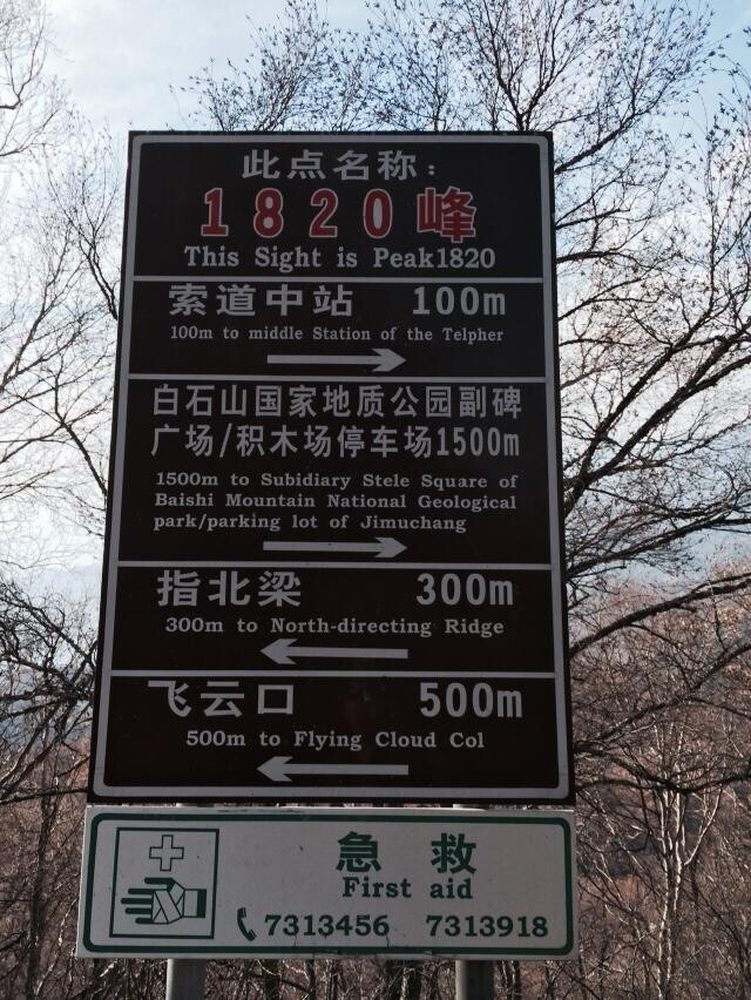 此点名称：
1820峰
This Sight is Peak1820
索道中站 100m
100m to middle Station of the Telpher
白石山国家地质公园副碑
广场/积木场停车场1500m
1500m to Subidiary Stele Square of
Baishi Mountain National Geological
park/parking lot of Jimuchang
指北梁 300m
300m to North-directing Ridge
飞云口 500m
500m to Flying Cloud Col
急救
First aid
7313456 7313918